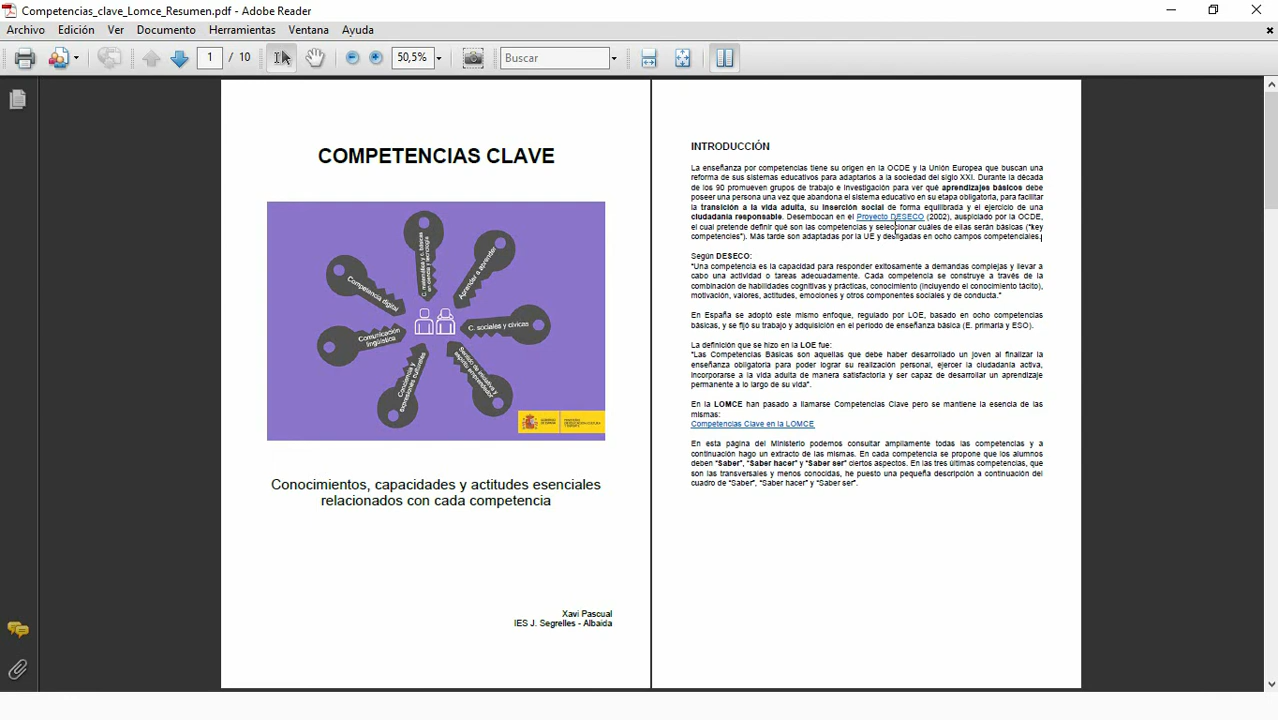 Competencias_clave_Lomce_Resumen.pdf - Adobe Reader
Archivo Edición Ver Documento Herramientas Ventana Ayuda
1 / 10 50,5% Buscar
COMPETENCIAS CLAVE
C. matemática y c. básicas en ciencia y tecnología
Aprender a aprender
Competencia digital
C. sociales y cívicas
Comunicación
lingüística
Conciencia y
expresiones culturales
Sentido de iniciativa y
espíritu emprendedor
Conocimientos, capacidades y actitudes esenciales
relacionados con cada competencia
Xavi Pascual
IES J. Segrelles - Albaida
INTRODUCCIÓN
La enseñanza por competencias tiene su origen en la OCDE y la Unión Europea que buscan una
reforma de sus sistemas educativos para adaptarlos a la sociedad del siglo XXI. Durante la década
de los 90 promueven grupos de trabajo e investigación para ver qué aprendizajes básicos debe
poseer una persona una vez que abandona el sistema educativo en su etapa obligatoria, para facilitar
la transición a la vida adulta, su inserción social de forma equilibrada y el ejercicio de una
ciudadanía responsable. Desembocan en el Proyecto DESECO (2002), auspiciado por la OCDE,
el cual pretende definir qué son las competencias y seleccionar cuáles de ellas serán básicas ("key
competencies"). Más tarde son adaptadas por la UE y desligadas en ocho campos competenciales.
Según DESECO:
"Una competencia es la capacidad para responder exitosamente a demandas complejas y llevar a
cabo una actividad o tareas adecuadamente. Cada competencia se construye a través de la
combinación de habilidades cognitivas y prácticas, conocimiento (incluyendo el conocimiento tácito),
motivación, valores, actitudes, emociones y otros componentes sociales y de conducta."
En España se adoptó este mismo enfoque, regulado por LOE, basado en ocho competencias
básicas, y se fijó su trabajo y adquisición en el periodo de enseñanza básica (E. primaria y ESO).
La definición que se hizo en la LOE fue:
"Las Competencias Básicas son aquellas que debe haber desarrollado un joven al finalizar la
enseñanza obligatoria para poder lograr su realización personal, ejercer la ciudadanía activa,
incorporarse a la vida adulta de manera satisfactoria y ser capaz de desarrollar un aprendizaje
permanente a lo largo de su vida".
En la LOMCE han pasado a llamarse Competencias Clave pero se mantiene la esencia de las
mismas:
Competencias Clave en la LOMCE
En esta página del Ministerio podemos consultar ampliamente todas las competencias y a
continuación hago un extracto de las mismas. En cada competencia se propone que los alumnos
deben "Saber", "Saber hacer" y "Saber ser" ciertos aspectos. En las tres últimas competencias, que
son las transversales y menos conocidas, he puesto una pequeña descripción a continuación del
cuadro de "Saber", "Saber hacer" y "Saber ser".